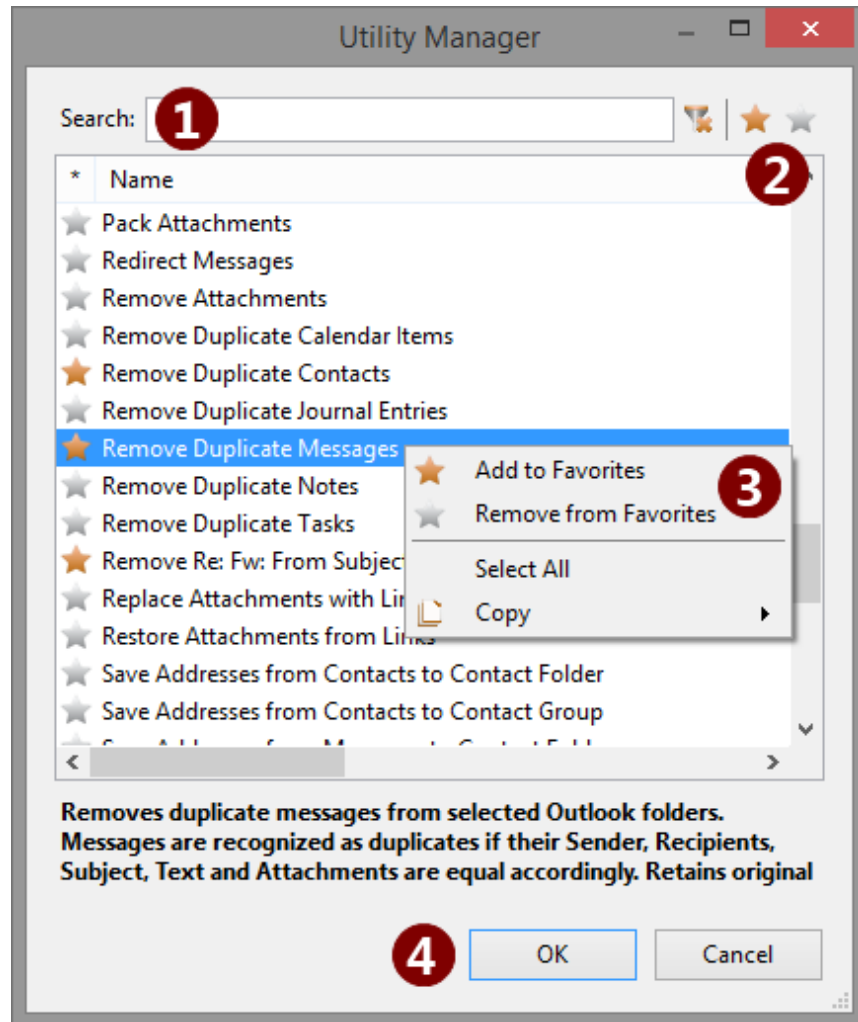 Utility Manager
Search:
1
2
* Name
Pack Attachments
Redirect Messages
Remove Attachments
Remove Duplicate Calendar Items
Remove Duplicate Contacts
Remove Duplicate Journal Entries
Remove Duplicate Messages
Add to Favorites
3
Remove from Favorites
Select All
Copy
Remove Duplicate Notes
Remove Duplicate Tasks
Remove Re: Fw: From Subjec
Replace Attachments with Lin
Restore Attachments from Links
Save Addresses from Contacts to Contact Folder
Save Addresses from Contacts to Contact Group
Removes duplicate messages from selected Outlook folders.
Messages are recognized as duplicates if their Sender, Recipients,
Subject, Text and Attachments are equal accordingly. Retains original
4
OK
Cancel